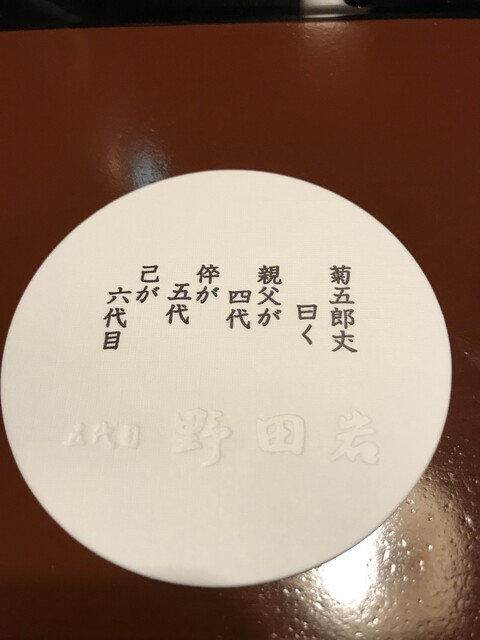 菊五郎丈
曰く
親父が
四代
倅が
五代
己が
六代目
五代目 野田岩